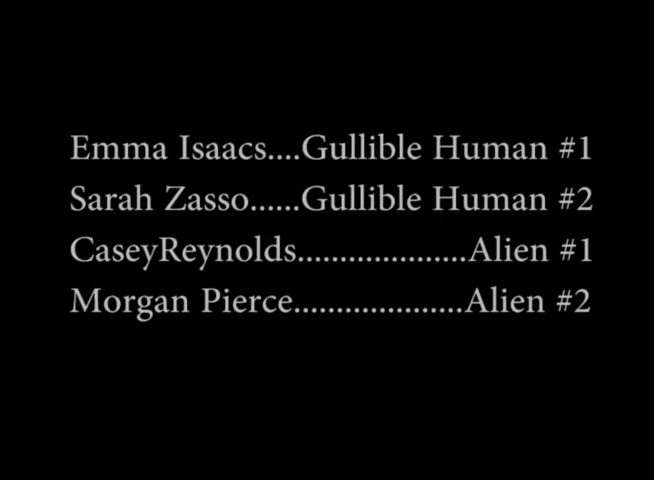 Emma Isaacs....Gullible Human #1
Sarah Zasso......Gullible Human #2
CaseyReynolds....................Alien #1
Morgan Pierce....................Alien #2